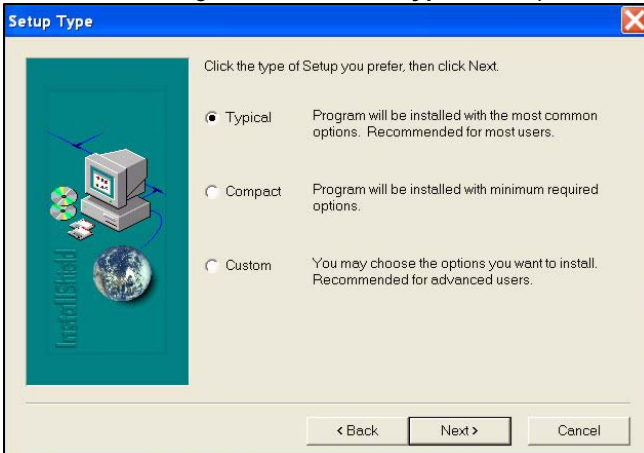 Setup Type
Click the type of Setup you prefer, then click Next.
Typical
Program will be installed with the most common
options. Recommended for most users.
Compact
Program will be installed with minimum required
options.
Custom
You may choose the options you want to install.
Recommended for advanced users.
InstallShield
< Back
Next >
Cancel